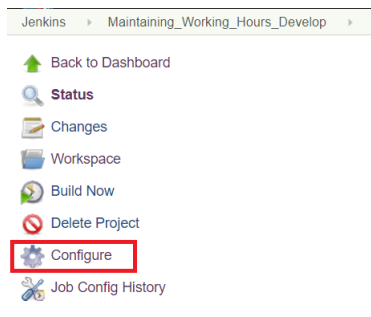 Jenkins Maintaining_Working_Hours_Develop
Back to Dashboard
Status
Changes
Workspace
Build Now
Delete Project
Configure
Job Config History